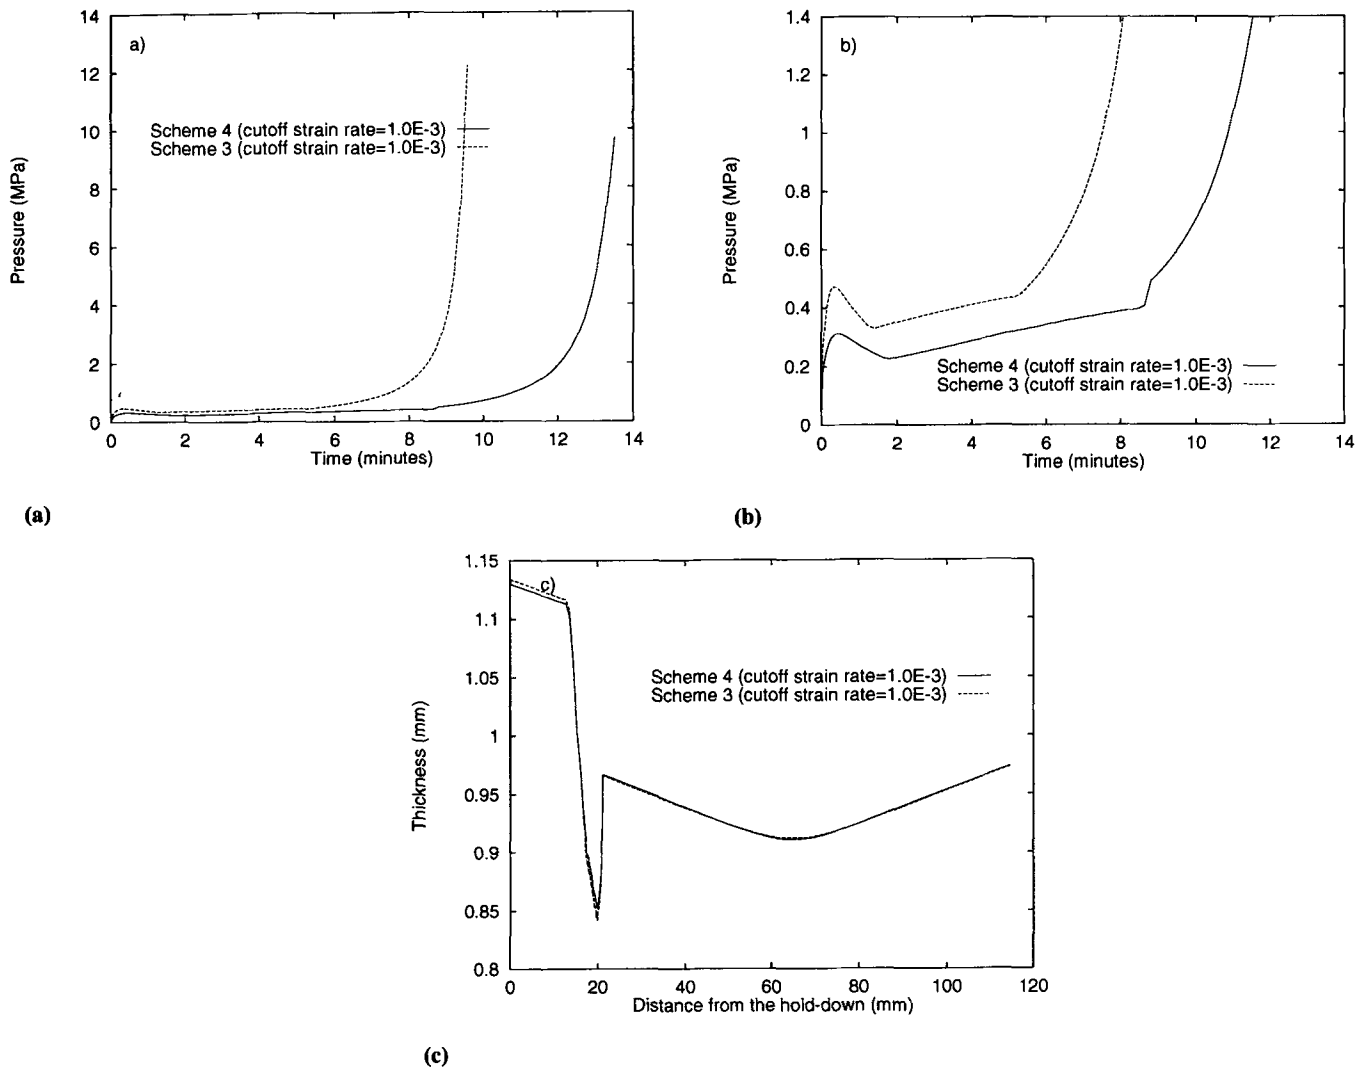 14
12
10
8
6
4
2
0
a)
Scheme 4 (cutoff strain rate=1.0E-3)
Scheme 3 (cutoff strain rate=1.0E-3)
Pressure (MPa)
0 2 4 6 8 10 12 14
Time (minutes)
(a)
1.4
1.2
1
0.8
0.6
0.4
0.2
0
b)
Pressure (MPa)
Scheme 4 (cutoff strain rate=1.0E-3)
Scheme 3 (cutoff strain rate=1.0E-3)
0 2 4 6 8 10 12 14
Time (minutes)
(b)
1.15
1.1
1.05
1
0.95
0.9
0.85
0.8
c)
Scheme 4 (cutoff strain rate=1.0E-3)
Scheme 3 (cutoff strain rate=1.0E-3)
Thickness (mm)
0 20 40 60 80 100 120
Distance from the hold-down (mm)
(c)